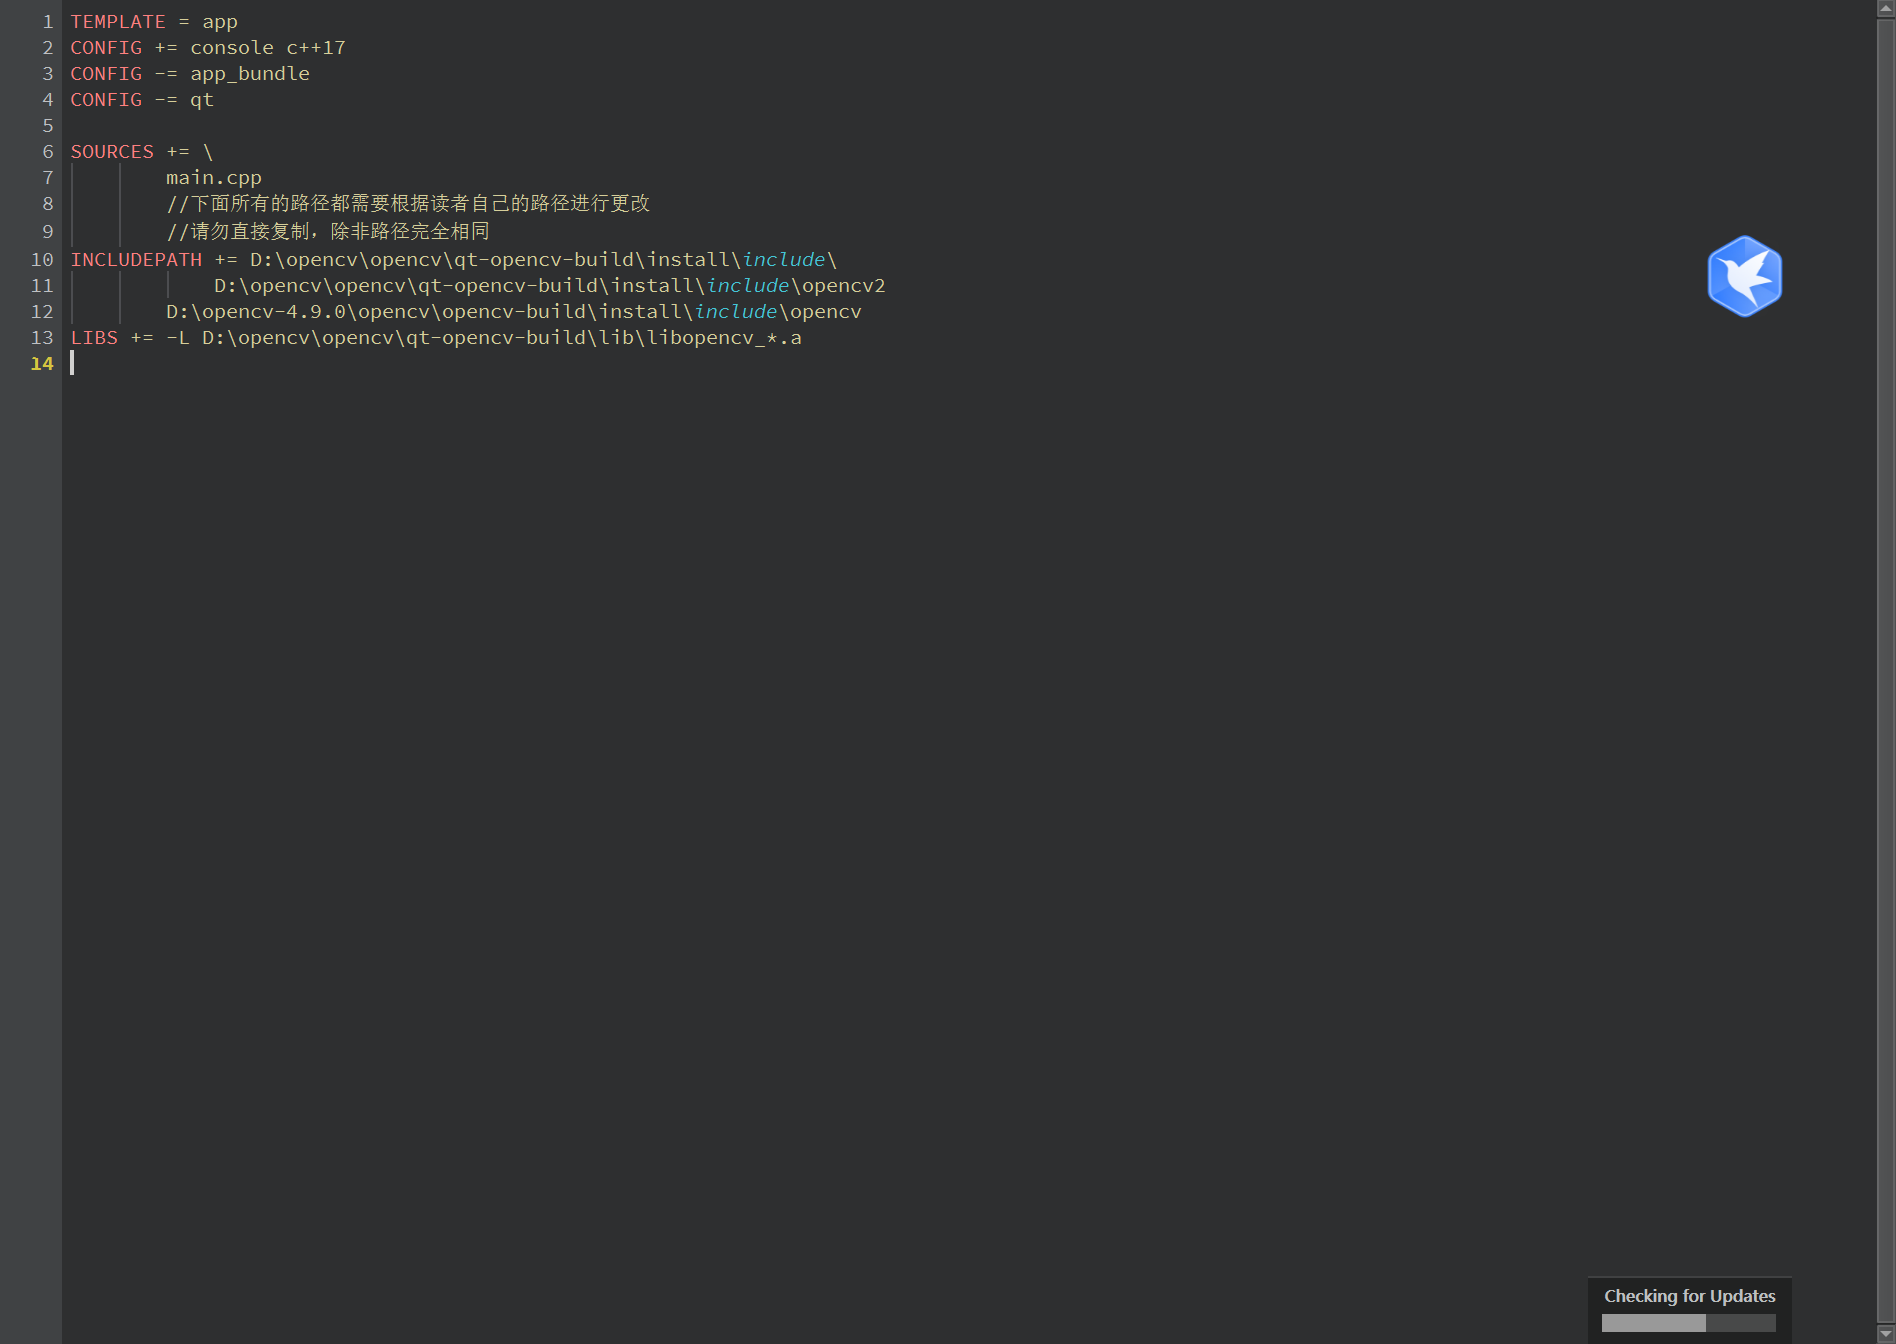 1 TEMPLATE = app
2 CONFIG += console c++17
3 CONFIG -= app_bundle
4 CONFIG -= qt
5
6 SOURCES += \
7 main.cpp
8 //下面所有的路径都需要根据读者自己的路径进行更改
9 //请勿直接复制，除非路径完全相同
10 INCLUDEPATH += D:\opencv\opencv\qt-opencv-build\install\include\
11 D:\opencv\opencv\qt-opencv-build\install\include\opencv2
12 D:\opencv-4.9.0\opencv\opencv-build\install\include\opencv
13 LIBS += -L D:\opencv\opencv\qt-opencv-build\lib\libopencv_*.a
14
Checking for Updates